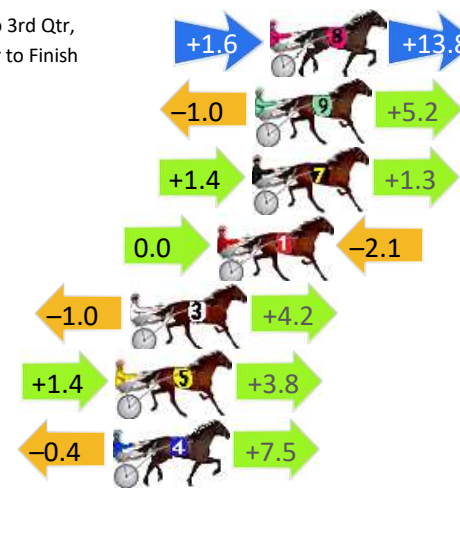 3rd Qtr,
r to Finish
+1.6 8 +13.8
–1.0 9 +5.2
+1.4 7 +1.3
0.0 1 –2.1
–1.0 3 +4.2
+1.4 5 +3.8
–0.4 4 +7.5